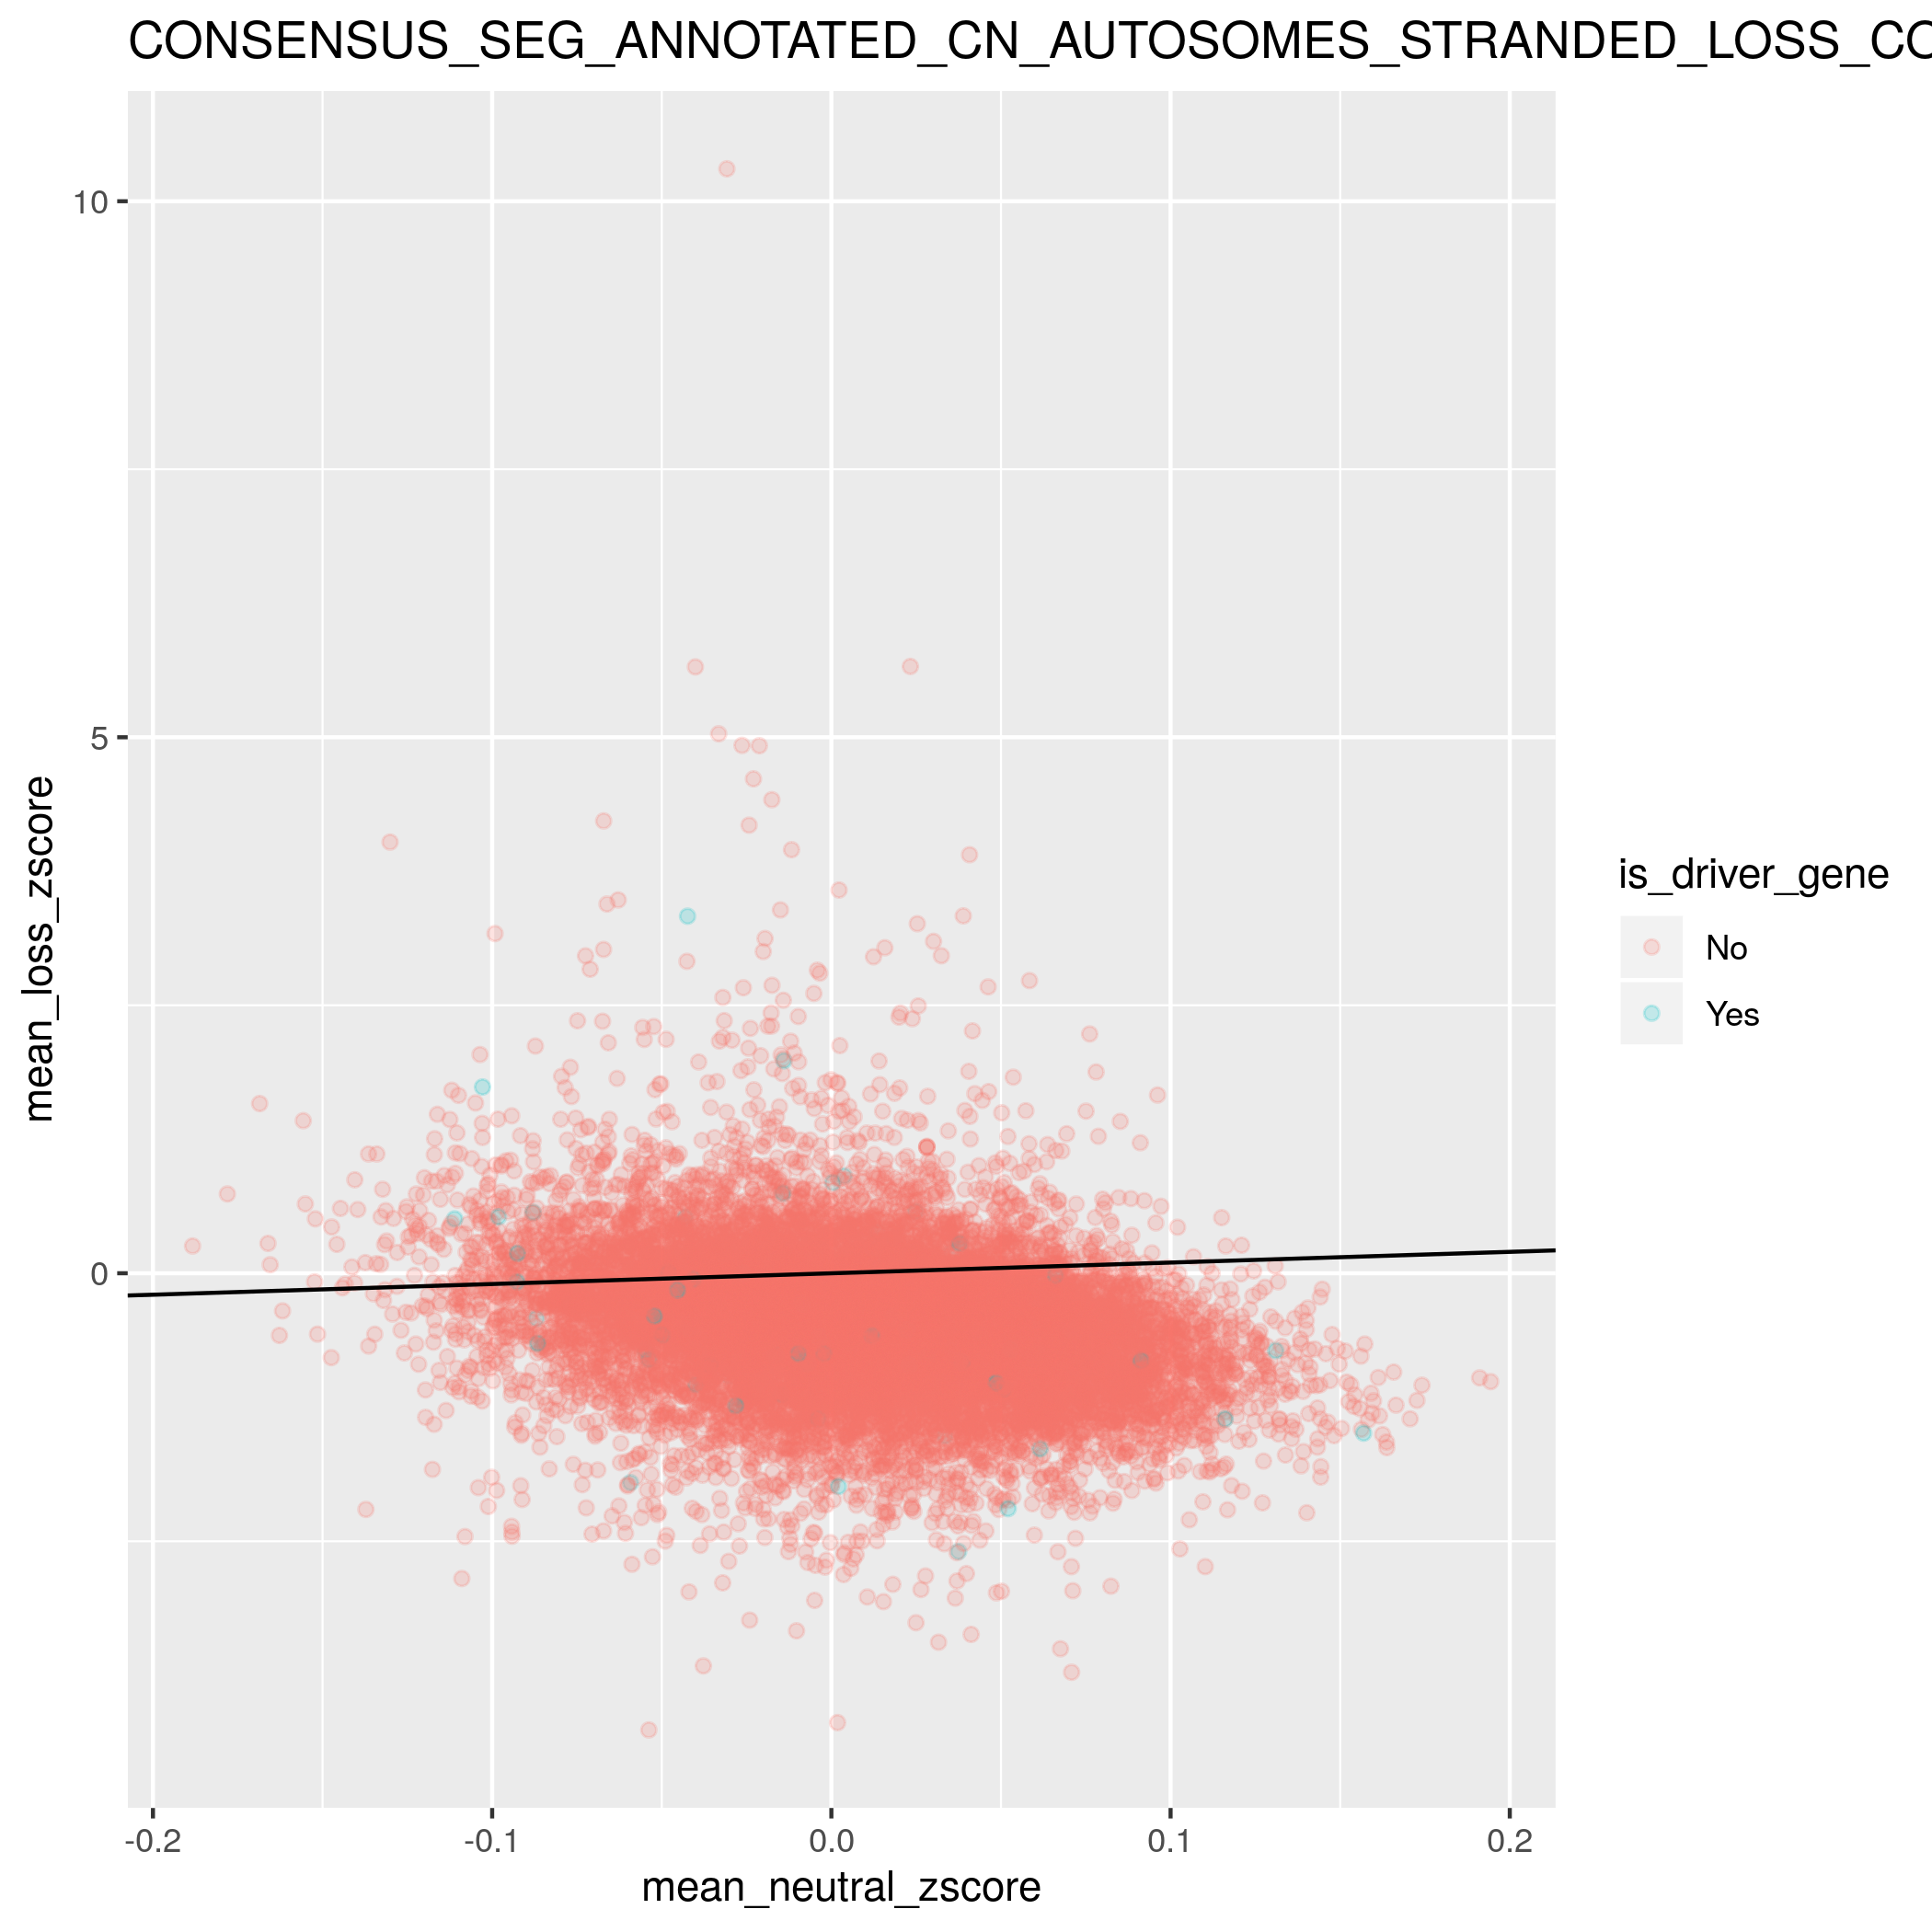 CONSENSUS_SEG_ANNOTATED_CN_AUTOSOMES_STRANDED_LOSS_CO
10
5
0
mean_loss_zscore
-0.2 -0.1 0.0 0.1 0.2
mean_neutral_zscore
is_driver_gene
No
Yes